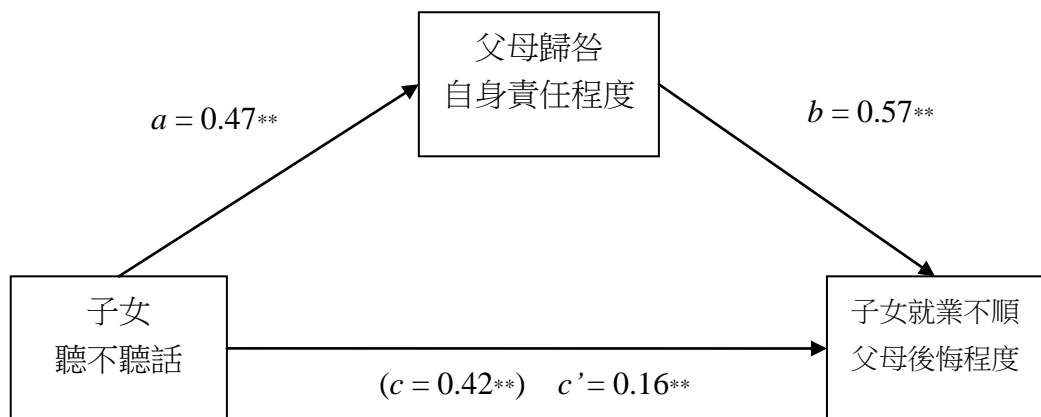 父母歸咎
自身責任程度
a = 0.47**
b = 0.57**
子女
聽不聽話
子女就業不順
父母後悔程度
(c = 0.42**) c’= 0.16**